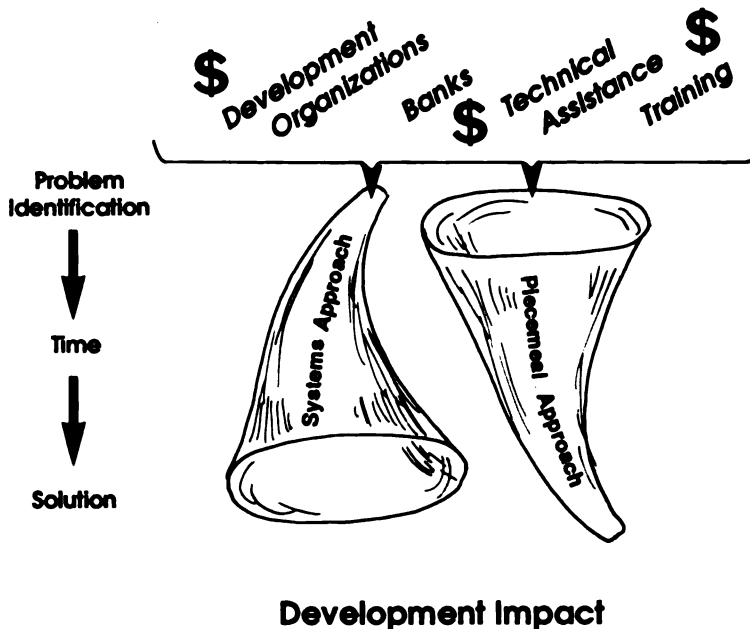 $ Development
Organizations
Banks
$ Technical
Assistance
$ Training
Problem
Identification
Time
Solution
Systems Approach
Piecemeal Approach
Development Impact